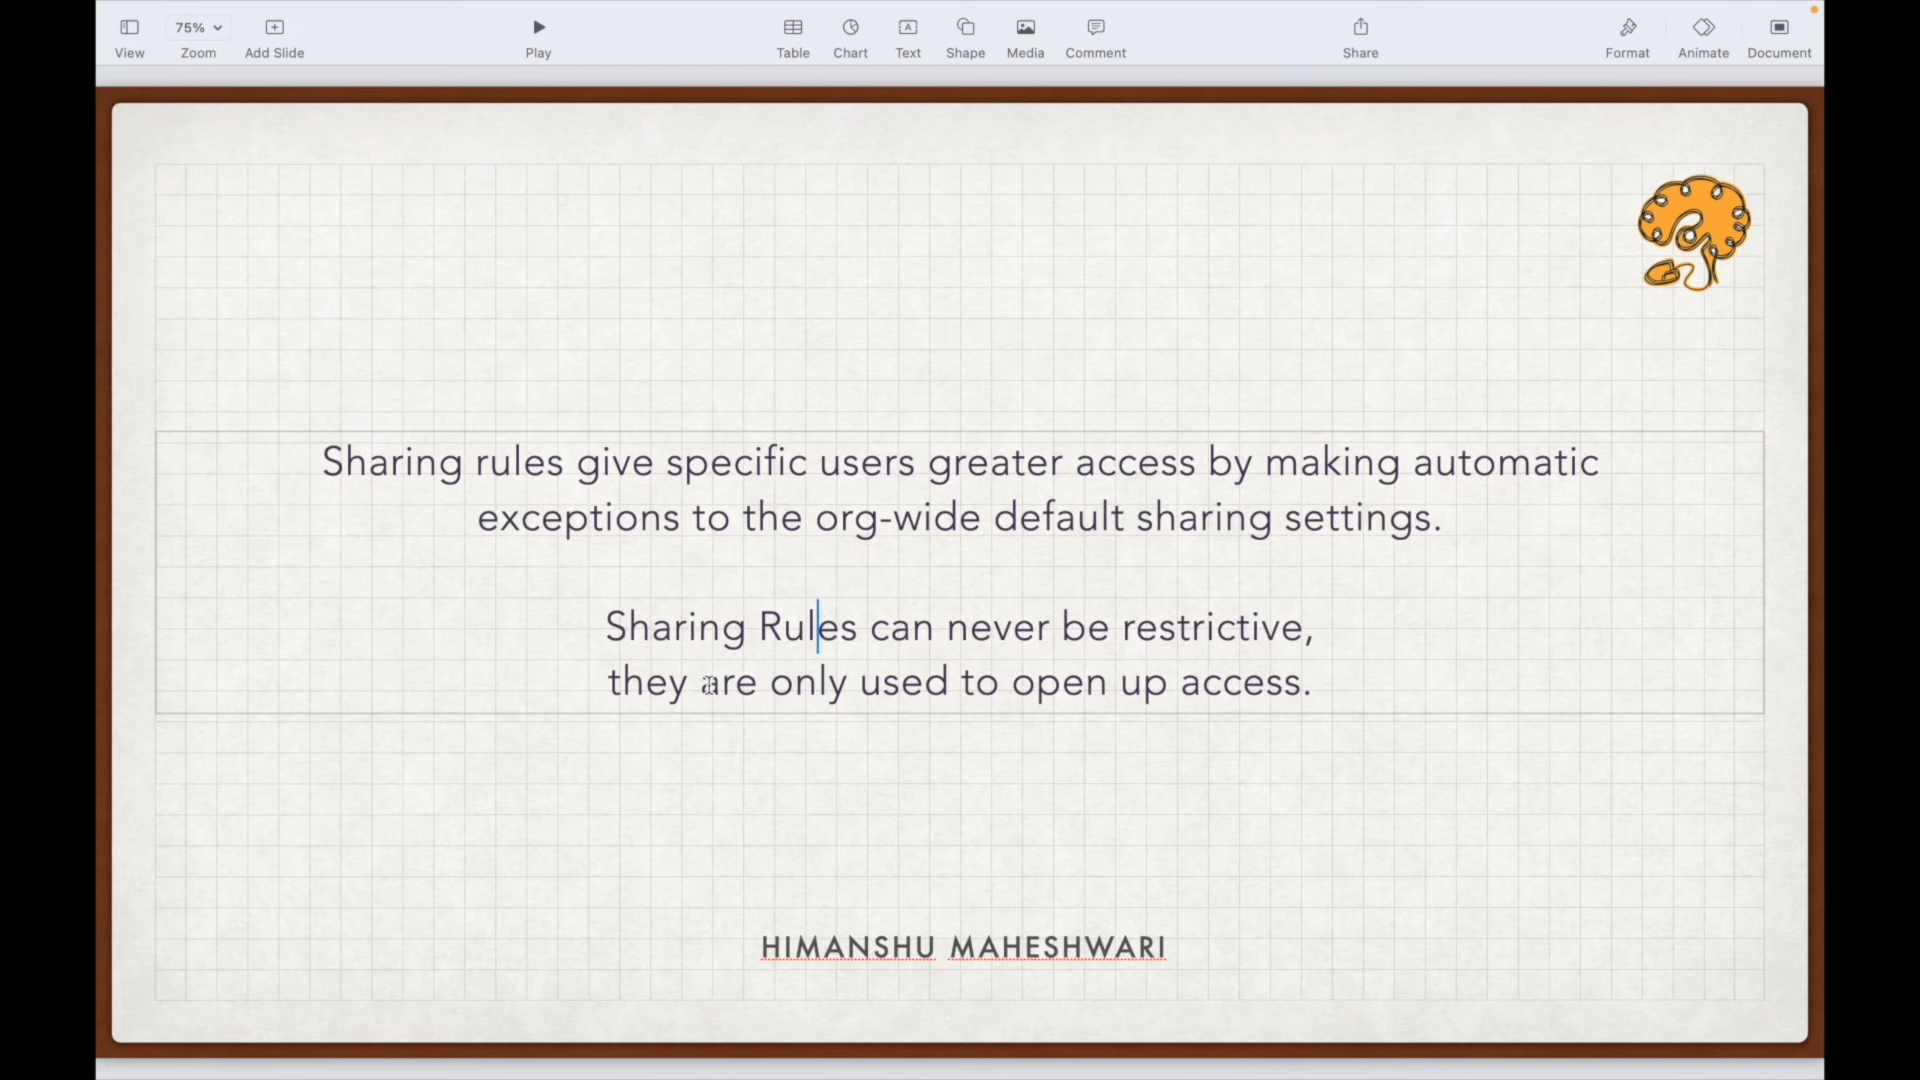 View
75%
Zoom
Add Slide
Play
Table
Chart
Text
Shape
Media
Comment
Share
Format
Animate
Document
Sharing rules give specific users greater access by making automatic
exceptions to the org-wide default sharing settings.
Sharing Rules can never be restrictive,
they are only used to open up access.
HIMANSHU MAHESHWARI